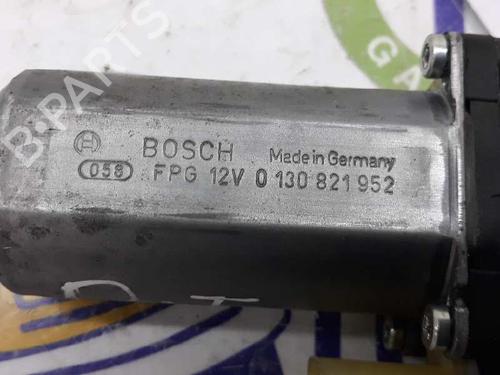 BOSCH Made in Germany
058 FPG 12V 0 130 821 952
B-PARTS